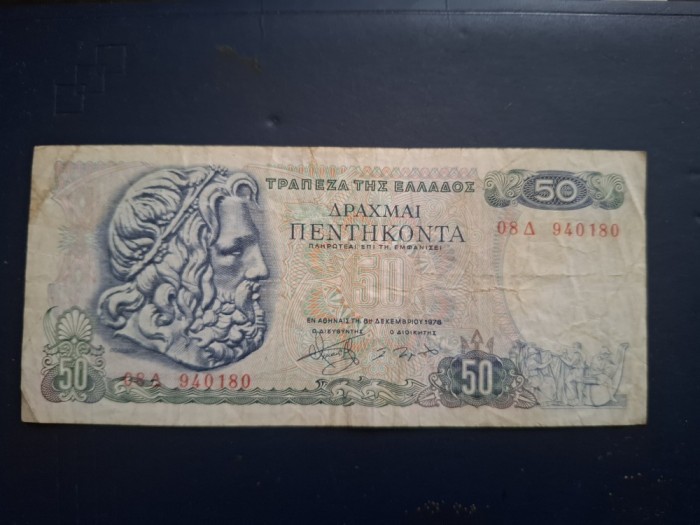 ΤΡΑΠΕΖΑ ΤΗΣ ΕΛΛΑΔΟΣ
50
ΔΡΑΧΜΑΙ
ΠΕΝΤΗΚΟΝΤΑ
08 Δ 940180
ΠΛΗΡΩΤΕΑΙ ΕΠΙ ΤΗ ΕΜΦΑΝΙΣΕΙ
50
ΕΝ ΑΘΗΝΑΙΣ ΤΗ 8Η ΔΕΚΕΜΒΡΙΟΥ 1978
Ο ΔΙΕΥΘΥΝΤΗΣ Ο ΔΙΟΙΚΗΤΗΣ
50
08 Δ 940180
50